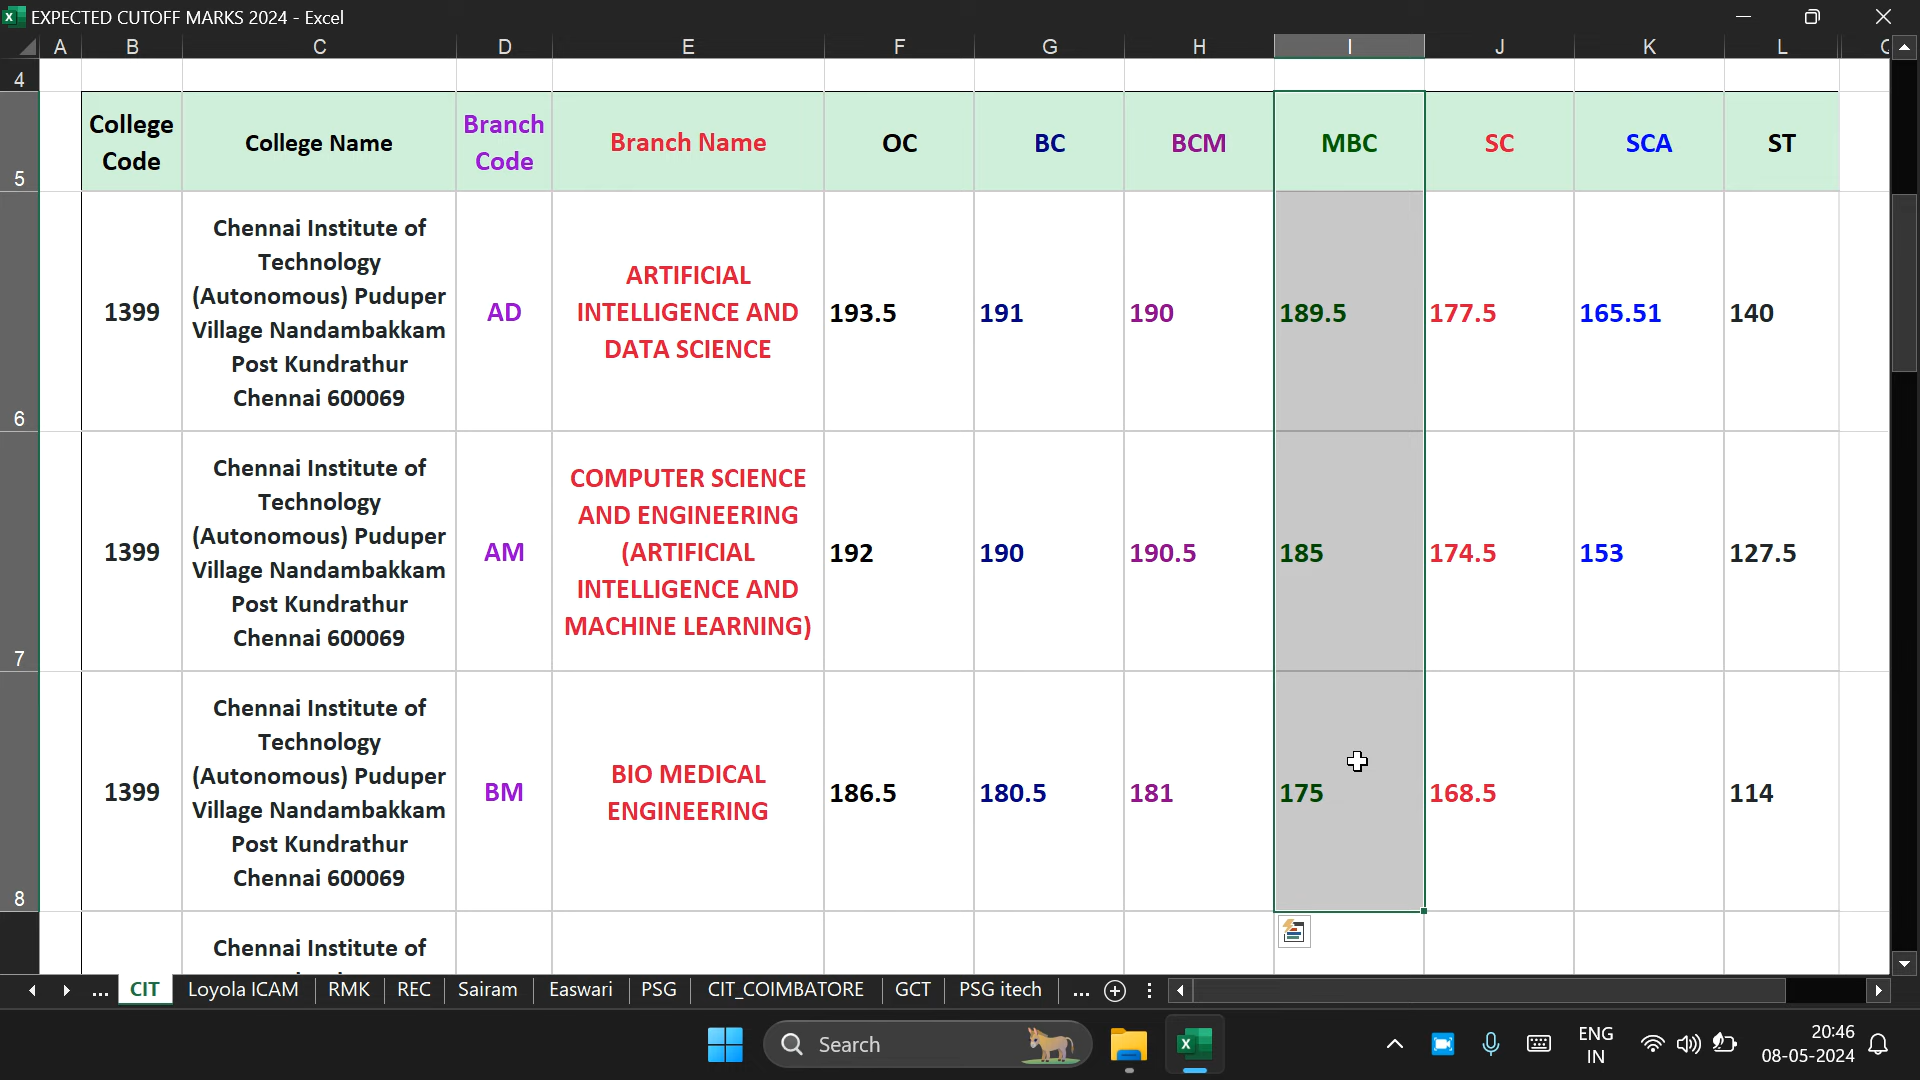 EXPECTED CUTOFF MARKS 2024 - Excel
A B C D E F G H I J K L
4
College Code College Name Branch Code Branch Name OC BC BCM MBC SC SCA ST
5
Chennai Institute of
Technology
(Autonomous) Puduper
Village Nandambakkam
Post Kundrathur
Chennai 600069
1399 AD
ARTIFICIAL
INTELLIGENCE AND
DATA SCIENCE
193.5 191 190 189.5 177.5 165.51 140
6
Chennai Institute of
Technology
(Autonomous) Puduper
Village Nandambakkam
Post Kundrathur
Chennai 600069
1399 AM
COMPUTER SCIENCE
AND ENGINEERING
(ARTIFICIAL
INTELLIGENCE AND
MACHINE LEARNING)
192 190 190.5 185 174.5 153 127.5
7
Chennai Institute of
Technology
(Autonomous) Puduper
Village Nandambakkam
Post Kundrathur
Chennai 600069
1399 BM
BIO MEDICAL
ENGINEERING
186.5 180.5 181 175 168.5 114
8
Chennai Institute of
... CIT Loyola ICAM RMK REC Sairam Easwari PSG CIT_COIMBATORE GCT PSG itech ...
Search
ENG
IN
20:46
08-05-2024